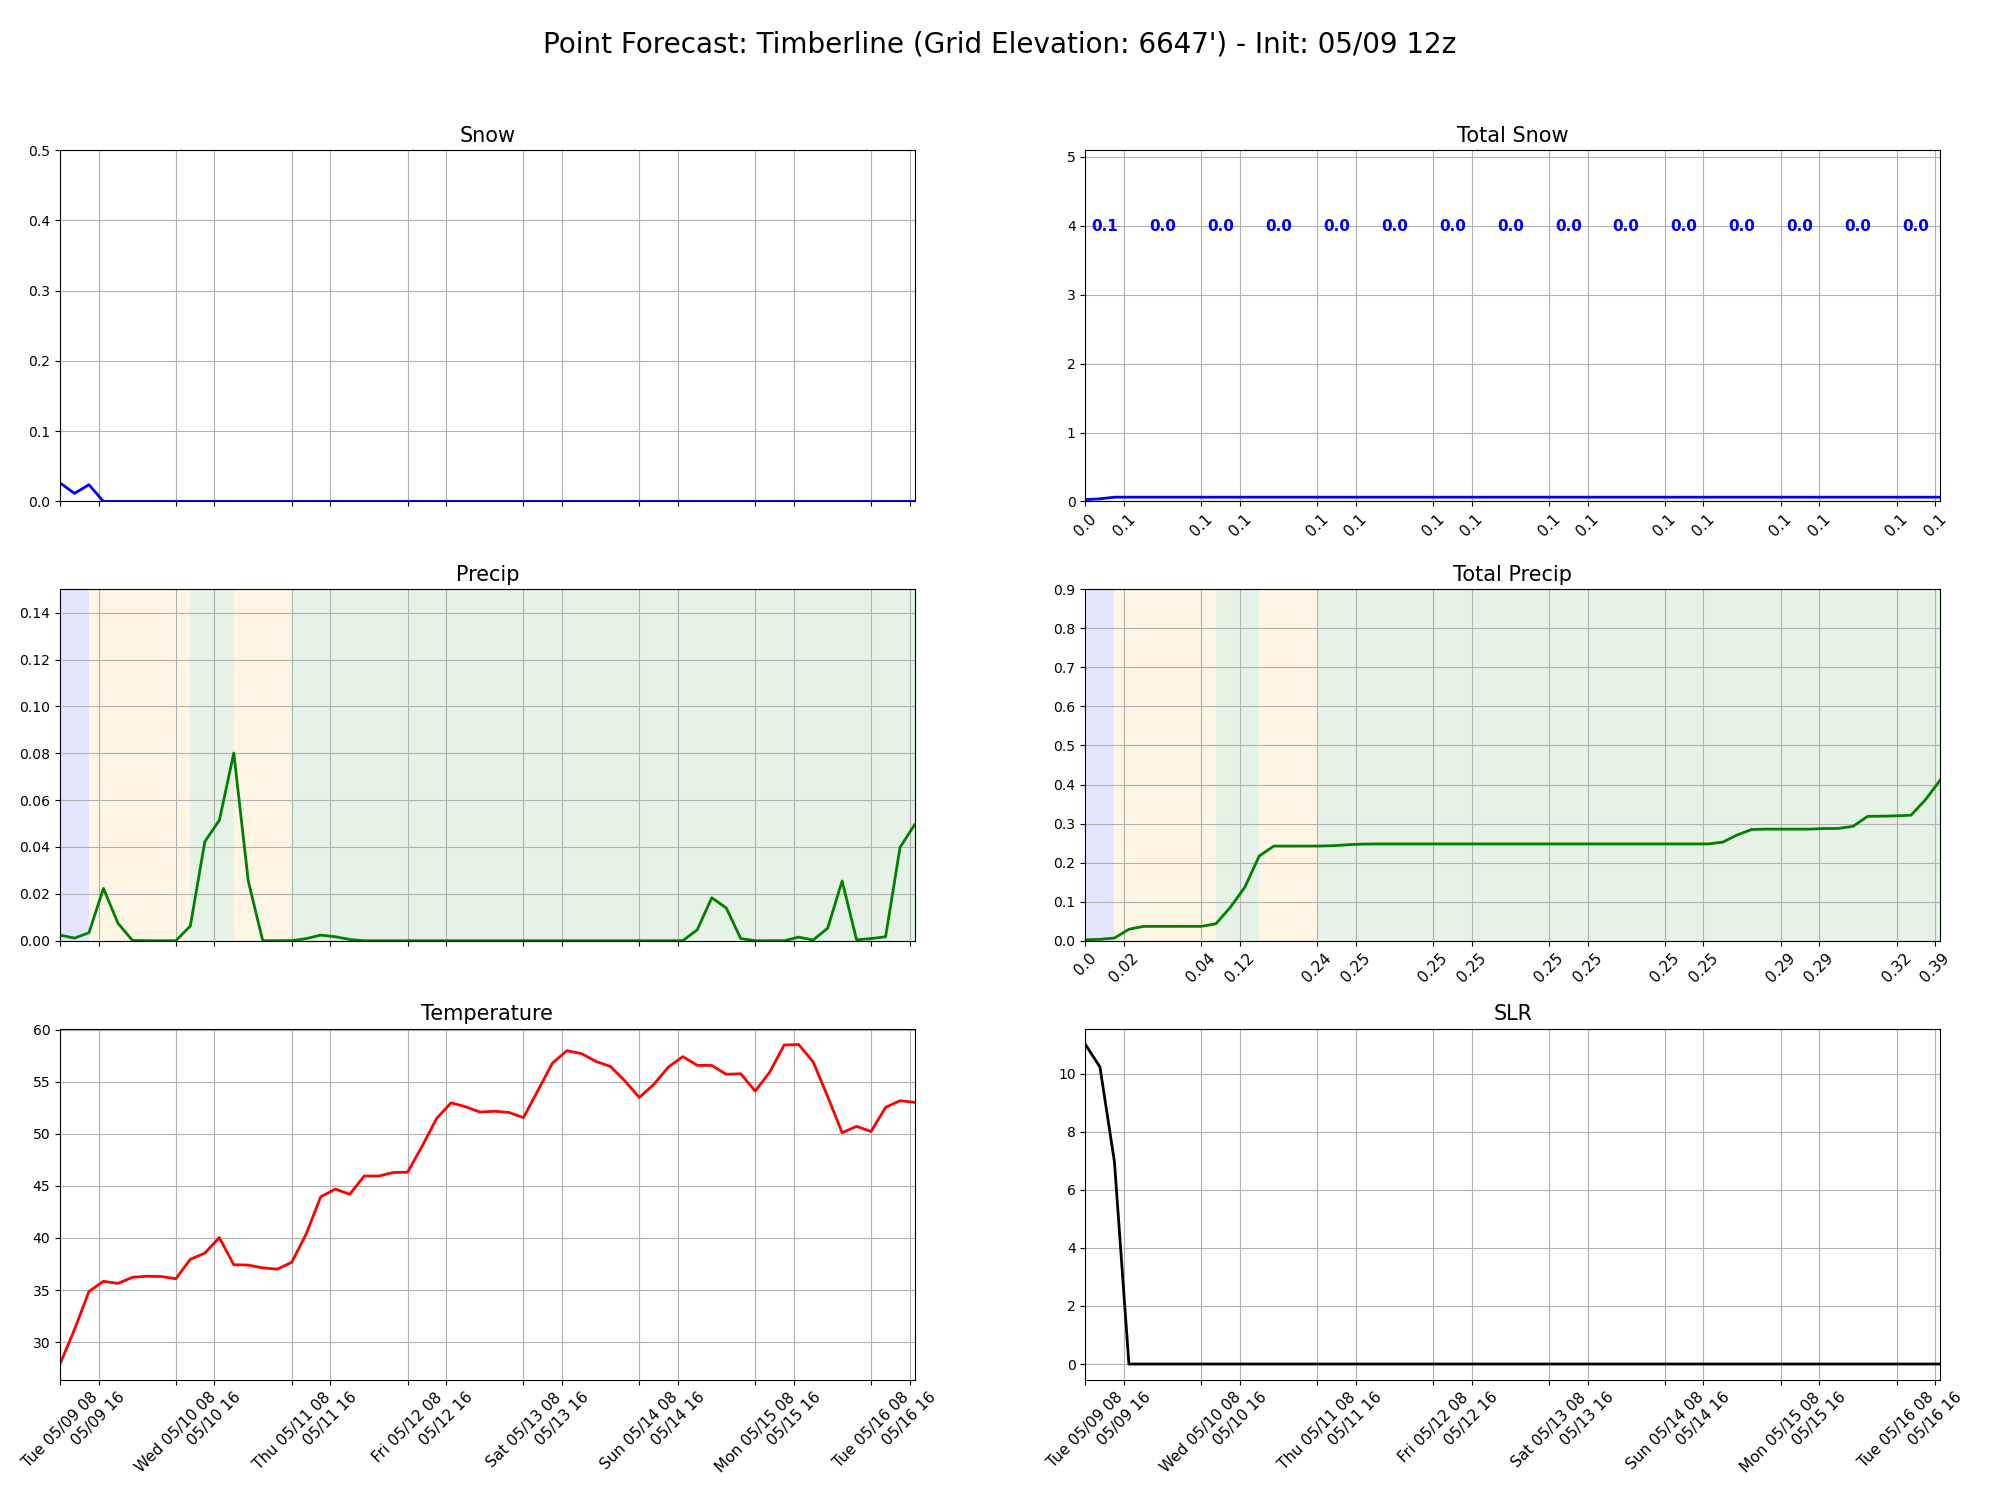 Point Forecast: Timberline (Grid Elevation: 6647') - Init: 05/09 12z
Snow
0.5
0.4
0.3
0.2
0.1
0.0
Total Snow
5
4
3
2
1
0
0.1 0.0 0.0 0.0 0.0 0.0 0.0 0.0 0.0 0.0 0.0 0.0 0.0 0.0 0.0
0.0 0.1 0.1 0.1 0.1 0.1 0.1 0.1 0.1 0.1 0.1 0.1 0.1 0.1 0.1 0.1
Precip
0.14
0.12
0.10
0.08
0.06
0.04
0.02
0.00
Total Precip
0.9
0.8
0.7
0.6
0.5
0.4
0.3
0.2
0.1
0.0
0.0 0.02 0.04 0.12 0.24 0.25 0.25 0.25 0.25 0.25 0.25 0.25 0.29 0.29 0.32 0.39
Temperature
60
55
50
45
40
35
30
Tue 05/09 08
05/09 16
Wed 05/10 08
05/10 16
Thu 05/11 08
05/11 16
Fri 05/12 08
05/12 16
Sat 05/13 08
05/13 16
Sun 05/14 08
05/14 16
Mon 05/15 08
05/15 16
Tue 05/16 08
05/16 16
SLR
10
8
6
4
2
0
Tue 05/09 08
05/09 16
Wed 05/10 08
05/10 16
Thu 05/11 08
05/11 16
Fri 05/12 08
05/12 16
Sat 05/13 08
05/13 16
Sun 05/14 08
05/14 16
Mon 05/15 08
05/15 16
Tue 05/16 08
05/16 16